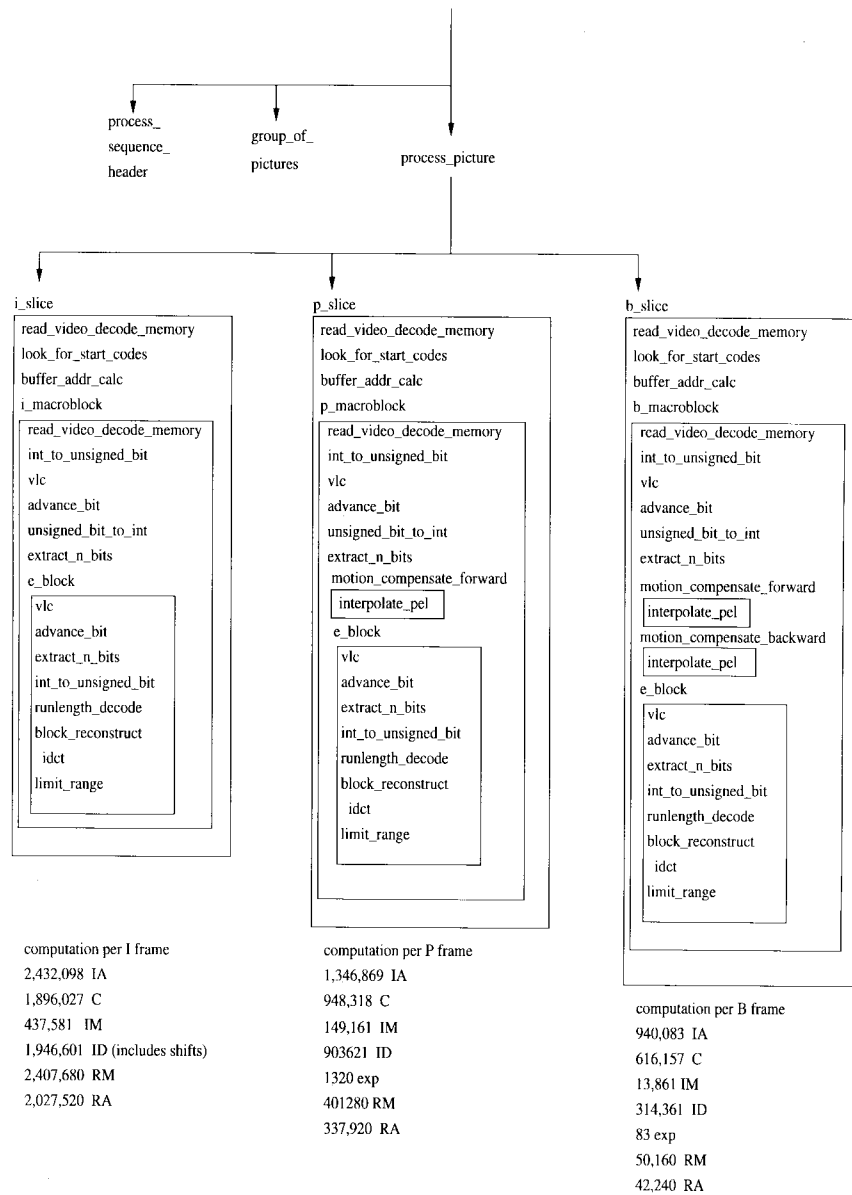 process_
sequence_
header
group_of_
pictures
process_picture
i_slice
read_video_decode_memory
look_for_start_codes
buffer_addr_calc
i_macroblock
read_video_decode_memory
int_to_unsigned_bit
vlc
advance_bit
unsigned_bit_to_int
extract_n_bits
e_block
vlc
advance_bit
extract_n_bits
int_to_unsigned_bit
runlength_decode
block_reconstruct
idct
limit_range
computation per I frame
2,432,098 IA
1,896,027 C
437,581 IM
1,946,601 ID (includes shifts)
2,407,680 RM
2,027,520 RA
p_slice
read_video_decode_memory
look_for_start_codes
buffer_addr_calc
p_macroblock
read_video_decode_memory
int_to_unsigned_bit
vlc
advance_bit
unsigned_bit_to_int
extract_n_bits
motion_compensate_forward
interpolate_pel
e_block
vlc
advance_bit
extract_n_bits
int_to_unsigned_bit
runlength_decode
block_reconstruct
idct
limit_range
computation per P frame
1,346,869 IA
948,318 C
149,161 IM
903621 ID
1320 exp
401280 RM
337,920 RA
b_slice
read_video_decode_memory
look_for_start_codes
buffer_addr_calc
b_macroblock
read_video_decode_memory
int_to_unsigned_bit
vlc
advance_bit
unsigned_bit_to_int
extract_n_bits
motion_compensate_forward
interpolate_pel
motion_compensate_backward
interpolate_pel
e_block
vlc
advance_bit
extract_n_bits
int_to_unsigned_bit
runlength_decode
block_reconstruct
idct
limit_range
computation per B frame
940,083 IA
616,157 C
13,861 IM
314,361 ID
83 exp
50,160 RM
42,240 RA